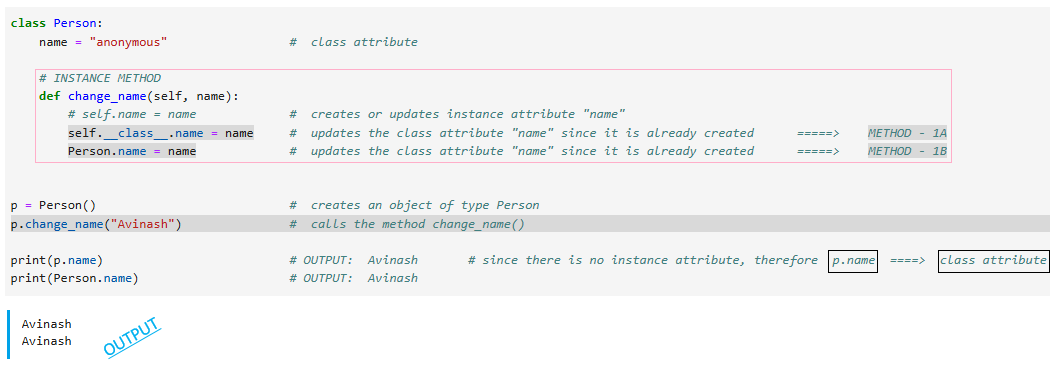 class Person:
    name = "anonymous"    #  class attribute
    # INSTANCE METHOD
    def change_name(self, name):
        # self.name = name    #  creates or updates instance attribute "name"
        self.__class__.name = name    #  updates the class attribute "name" since it is already created    =====>    METHOD - 1A
        Person.name = name    #  updates the class attribute "name" since it is already created    =====>    METHOD - 1B
p = Person()    #  creates an object of type Person
p.change_name("Avinash")    #  calls the method change_name()
print(p.name)    # OUTPUT:  Avinash    # since there is no instance attribute, therefore  p.name  ====>  class attribute
print(Person.name)    # OUTPUT:  Avinash
Avinash
Avinash
OUTPUT